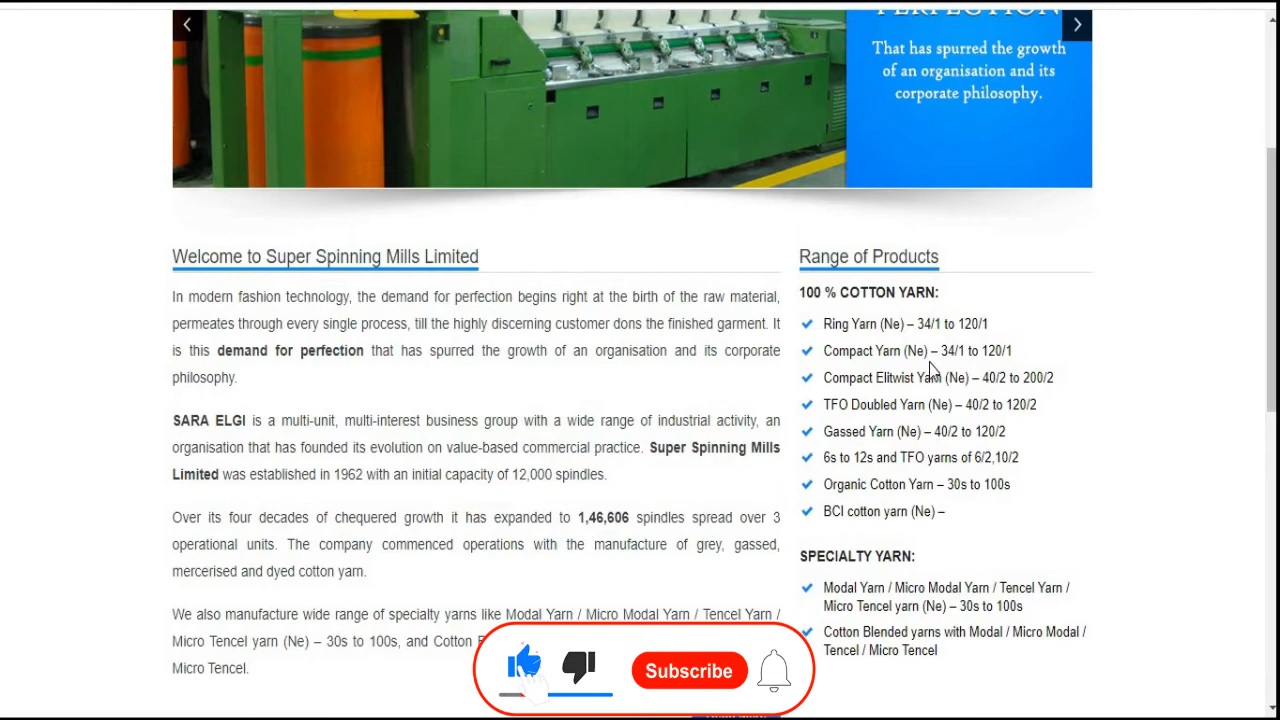 PERFECTION
That has spurred the growth
of an organisation and its
corporate philosophy.
Welcome to Super Spinning Mills Limited
In modern fashion technology, the demand for perfection begins right at the birth of the raw material,
permeates through every single process, till the highly discerning customer dons the finished garment. It
is this demand for perfection that has spurred the growth of an organisation and its corporate
philosophy.
SARA ELGI is a multi-unit, multi-interest business group with a wide range of industrial activity, an
organisation that has founded its evolution on value-based commercial practice. Super Spinning Mills
Limited was established in 1962 with an initial capacity of 12,000 spindles.
Over its four decades of chequered growth it has expanded to 1,46,606 spindles spread over 3
operational units. The company commenced operations with the manufacture of grey, gassed,
mercerised and dyed cotton yarn.
We also manufacture wide range of specialty yarns like Modal Yarn / Micro Modal Yarn / Tencel Yarn /
Micro Tencel yarn (Ne) – 30s to 100s, and Cotton
Micro Tencel.
Range of Products
100 % COTTON YARN:
Ring Yarn (Ne) – 34/1 to 120/1
Compact Yarn (Ne) – 34/1 to 120/1
Compact Elitwist Yarn (Ne) – 40/2 to 200/2
TFO Doubled Yarn (Ne) – 40/2 to 120/2
Gassed Yarn (Ne) – 40/2 to 120/2
6s to 12s and TFO yarns of 6/2,10/2
Organic Cotton Yarn – 30s to 100s
BCI cotton yarn (Ne) –
SPECIALTY YARN:
Modal Yarn / Micro Modal Yarn / Tencel Yarn /
Micro Tencel yarn (Ne) – 30s to 100s
Cotton Blended yarns with Modal / Micro Modal /
Tencel / Micro Tencel
Subscribe